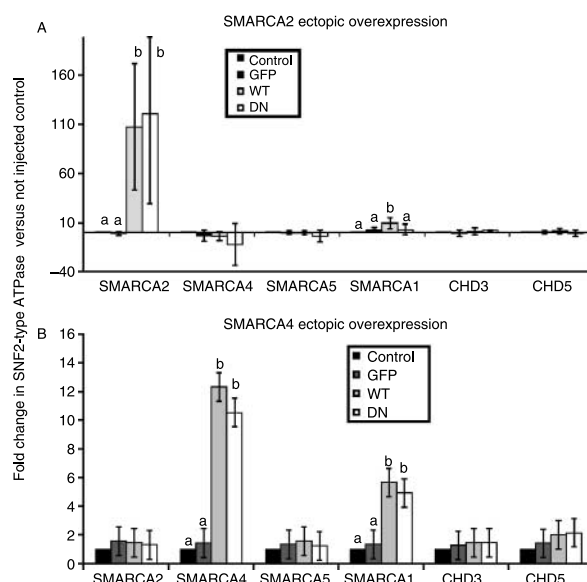 A
SMARCA2 ectopic overexpression
Fold change in SNF2-type ATPase versus not injected control
160
110
60
10
–40
b b
Control
GFP
WT
DN
a a
a a b a
SMARCA2 SMARCA4 SMARCA5 SMARCA1 CHD3 CHD5
B
SMARCA4 ectopic overexpression
16
14
12
10
8
6
4
2
0
Control
GFP
WT
DN
b
b
b b
a a
a a
SMARCA2 SMARCA4 SMARCA5 SMARCA1 CHD3 CHD5